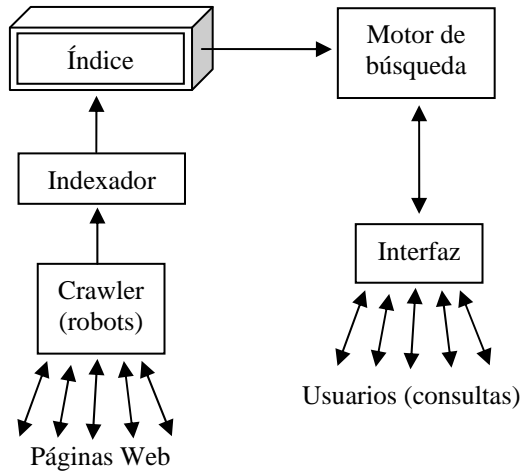 Índice
Motor de
búsqueda
Indexador
Interfaz
Crawler
(robots)
Usuarios (consultas)
Páginas Web